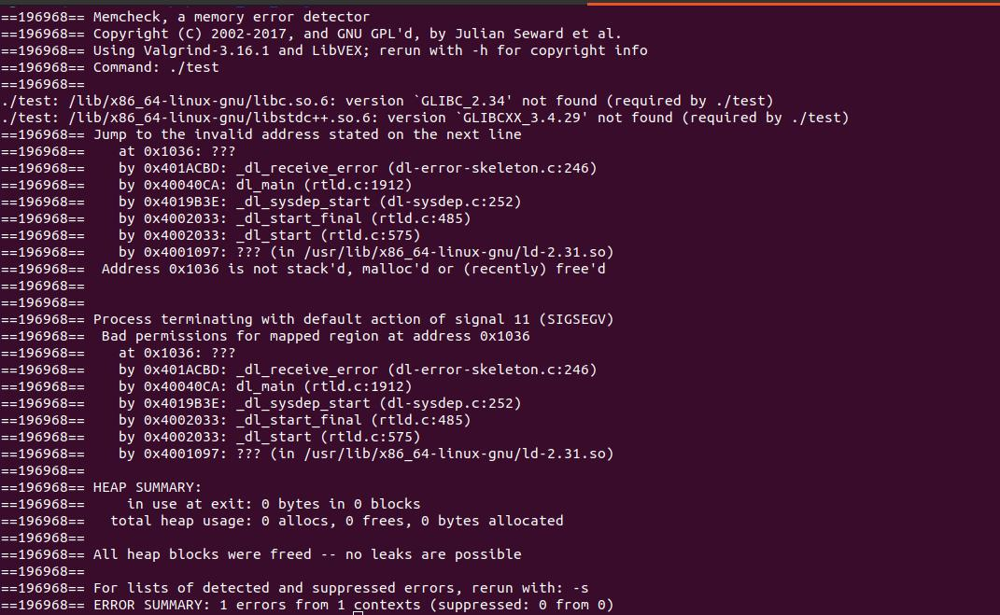 ==196968== Memcheck, a memory error detector
==196968== Copyright (C) 2002-2017, and GNU GPL'd, by Julian Seward et al.
==196968== Using Valgrind-3.16.1 and LibVEX; rerun with -h for copyright info
==196968== Command: ./test
==196968==
./test: /lib/x86_64-linux-gnu/libc.so.6: version `GLIBC_2.34' not found (required by ./test)
./test: /lib/x86_64-linux-gnu/libstdc++.so.6: version `GLIBCXX_3.4.29' not found (required by ./test)
==196968== Jump to the invalid address stated on the next line
==196968==    at 0x1036: ???
==196968==    by 0x401ACBD: _dl_receive_error (dl-error-skeleton.c:246)
==196968==    by 0x40040CA: dl_main (rtld.c:1912)
==196968==    by 0x4019B3E: _dl_sysdep_start (dl-sysdep.c:252)
==196968==    by 0x4002033: _dl_start_final (rtld.c:485)
==196968==    by 0x4002033: _dl_start (rtld.c:575)
==196968==    by 0x4001097: ??? (in /usr/lib/x86_64-linux-gnu/ld-2.31.so)
==196968==  Address 0x1036 is not stack'd, malloc'd or (recently) free'd
==196968==
==196968==
==196968== Process terminating with default action of signal 11 (SIGSEGV)
==196968==  Bad permissions for mapped region at address 0x1036
==196968==    at 0x1036: ???
==196968==    by 0x401ACBD: _dl_receive_error (dl-error-skeleton.c:246)
==196968==    by 0x40040CA: dl_main (rtld.c:1912)
==196968==    by 0x4019B3E: _dl_sysdep_start (dl-sysdep.c:252)
==196968==    by 0x4002033: _dl_start_final (rtld.c:485)
==196968==    by 0x4002033: _dl_start (rtld.c:575)
==196968==    by 0x4001097: ??? (in /usr/lib/x86_64-linux-gnu/ld-2.31.so)
==196968==
==196968== HEAP SUMMARY:
==196968==     in use at exit: 0 bytes in 0 blocks
==196968==   total heap usage: 0 allocs, 0 frees, 0 bytes allocated
==196968==
==196968== All heap blocks were freed -- no leaks are possible
==196968==
==196968== For lists of detected and suppressed errors, rerun with: -s
==196968== ERROR SUMMARY: 1 errors from 1 contexts (suppressed: 0 from 0)